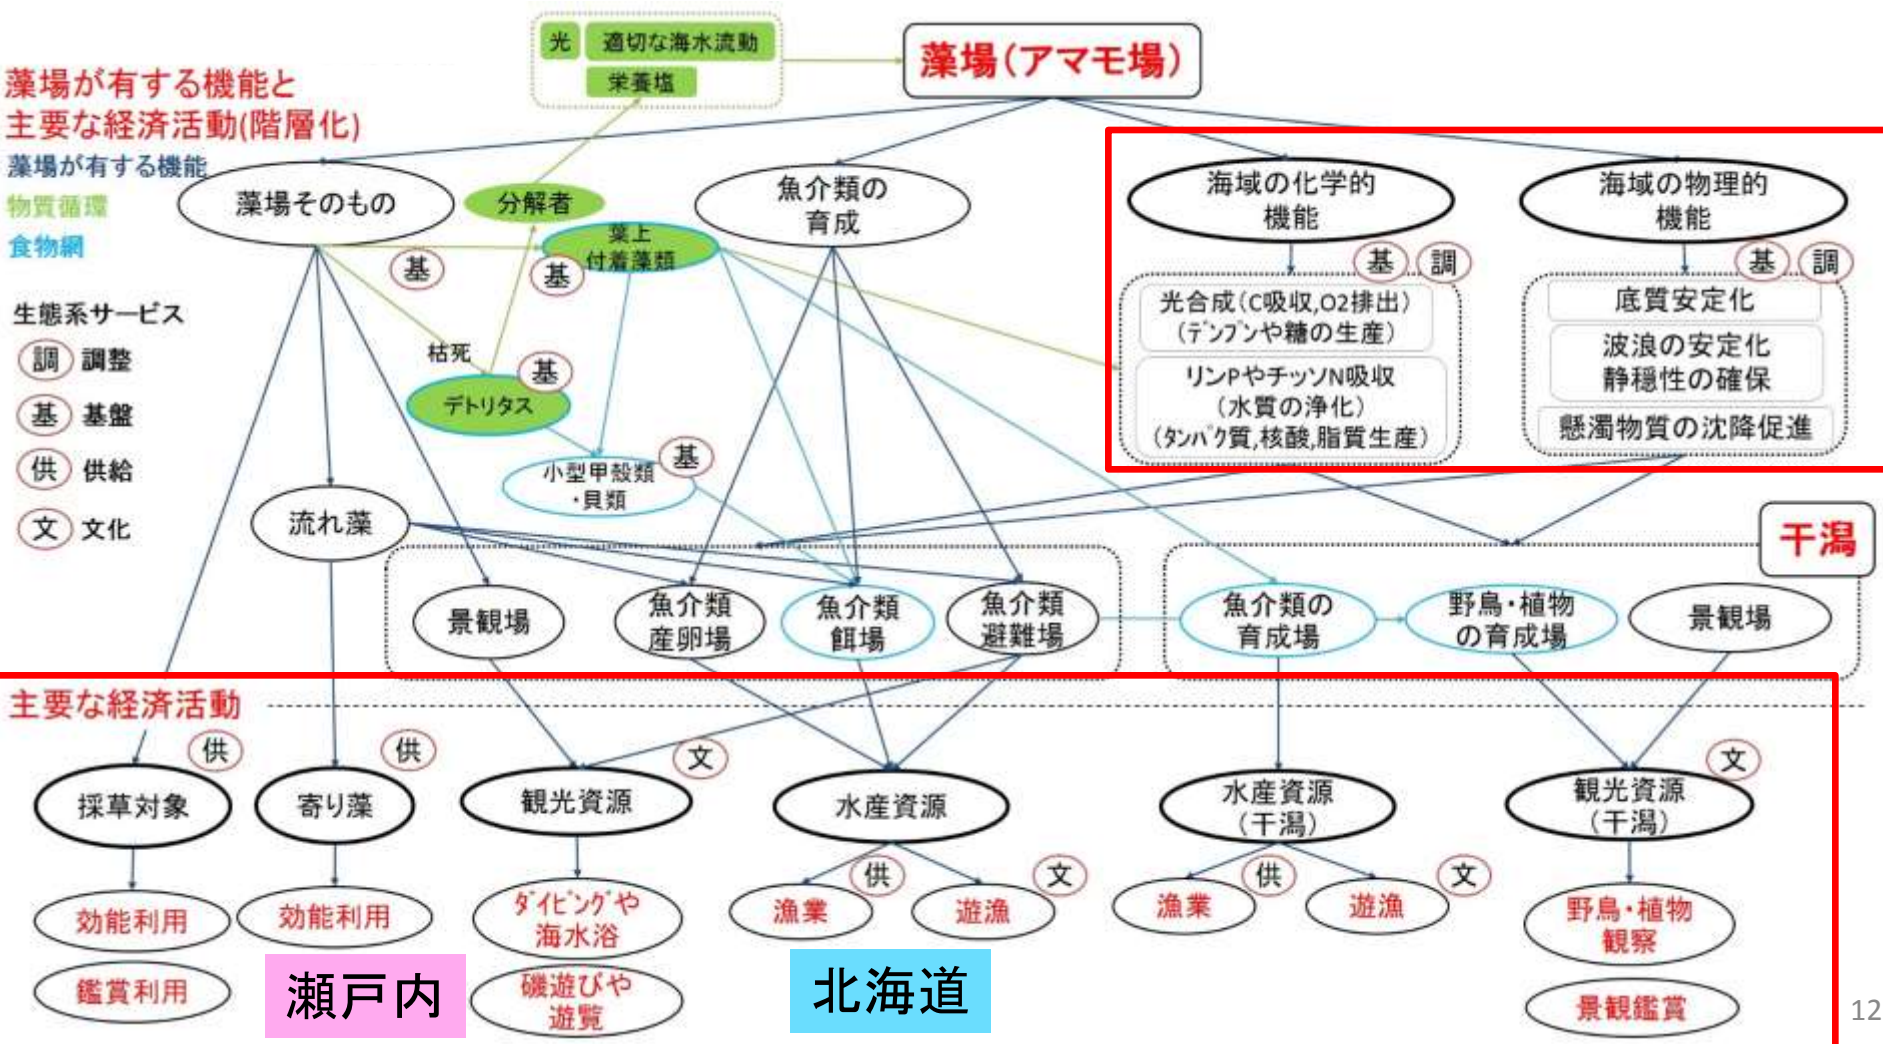 光
適切な海水流動
栄養塩
藻場(アマモ場)
藻場が有する機能と
主要な経済活動(階層化)
藻場が有する機能
物質循環
食物網
生態系サービス
調 調整
基 基盤
供 供給
文 文化
藻場そのもの
分解者
魚介類の
育成
海域の化学的
機能
海域の物理的
機能
葉上
付着藻類
基
基
基 調
基 調
光合成(C吸収,O2排出)
(デンプンや糖の生産)
リンPやチッソN吸収
(水質の浄化)
(タンパク質,核酸,脂質生産)
底質安定化
波浪の安定化
静穏性の確保
懸濁物質の沈降促進
枯死
基
デトリタス
基
小型甲殻類
・貝類
流れ藻
干潟
景観場
魚介類
産卵場
魚介類
餌場
魚介類
避難場
魚介類の
育成場
野鳥・植物
の育成場
景観場
主要な経済活動
供
供
文
文
採草対象
寄り藻
観光資源
水産資源
水産資源
(干潟)
観光資源
(干潟)
供
文
供
文
効能利用
効能利用
ダイビングや
海水浴
漁業
遊漁
漁業
遊漁
野鳥・植物
観察
鑑賞利用
瀬戸内
磯遊びや
遊覧
北海道
景観鑑賞
12